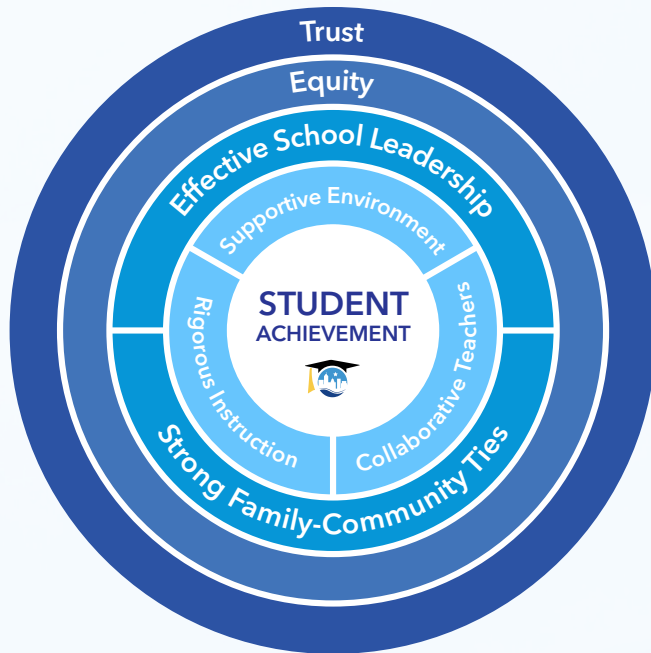 Trust
Equity
Effective School Leadership
Supportive Environment
STUDENT
ACHIEVEMENT
Rigorous Instruction
Collaborative Teachers
Strong Family-Community Ties